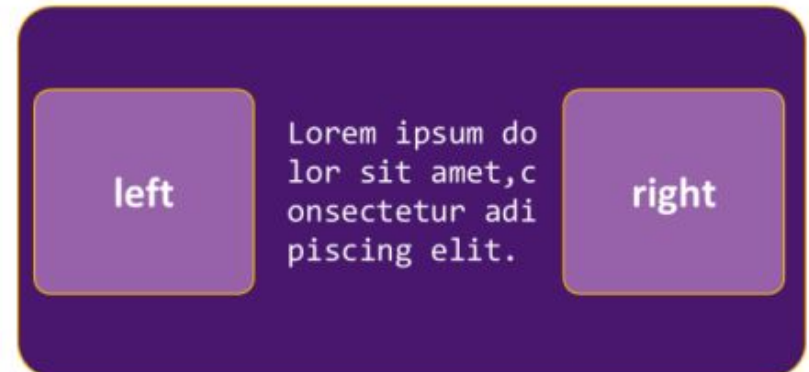 left
Lorem ipsum do
lor sit amet,c
onsectetur adi
piscing elit.
right